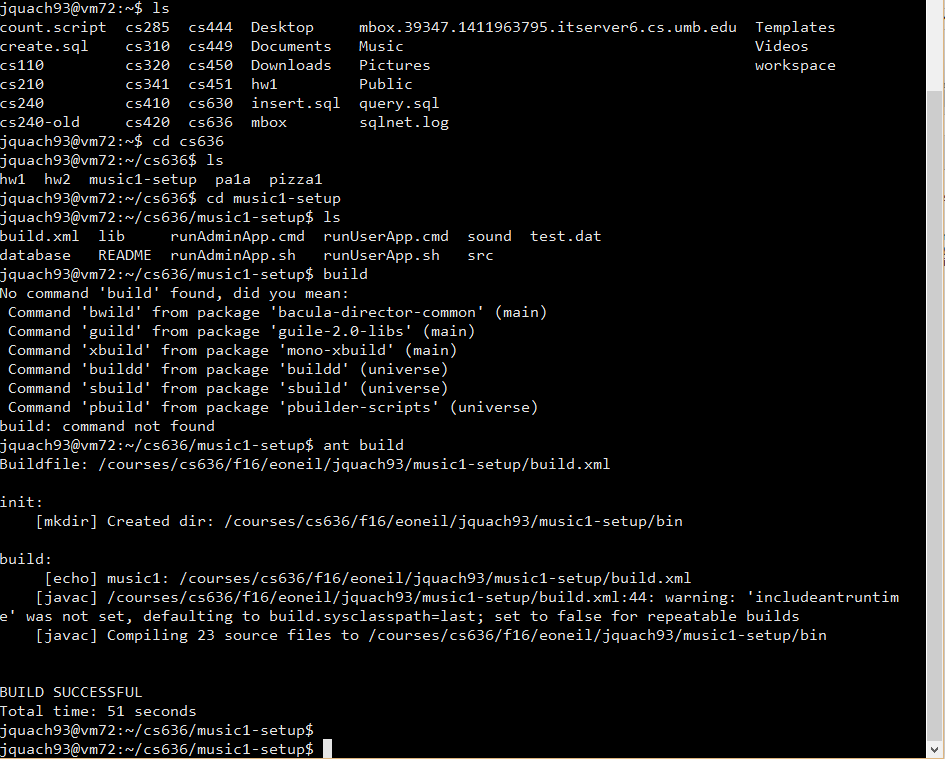 jquach93@vm72:~$ ls
count.script  cs285  cs444  Desktop     mbox.39347.1411963795.itserver6.cs.umb.edu  Templates
create.sql    cs310  cs449  Documents   Music                                       Videos
cs110         cs320  cs450  Downloads   Pictures                                    workspace
cs210         cs341  cs451  hw1         Public
cs240         cs410  cs630  insert.sql  query.sql
cs240-old     cs420  cs636  mbox        sqlnet.log
jquach93@vm72:~$ cd cs636
jquach93@vm72:~/cs636$ ls
hw1  hw2  music1-setup  pa1a  pizza1
jquach93@vm72:~/cs636$ cd music1-setup
jquach93@vm72:~/cs636/music1-setup$ ls
build.xml  lib     runAdminApp.cmd  runUserApp.cmd  sound  test.dat
database   README  runAdminApp.sh   runUserApp.sh   src
jquach93@vm72:~/cs636/music1-setup$ build
No command 'build' found, did you mean:
 Command 'bwild' from package 'bacula-director-common' (main)
 Command 'guild' from package 'guile-2.0-libs' (main)
 Command 'xbuild' from package 'mono-xbuild' (main)
 Command 'buildd' from package 'buildd' (universe)
 Command 'sbuild' from package 'sbuild' (universe)
 Command 'pbuild' from package 'pbuilder-scripts' (universe)
build: command not found
jquach93@vm72:~/cs636/music1-setup$ ant build
Buildfile: /courses/cs636/f16/eoneil/jquach93/music1-setup/build.xml

init:
    [mkdir] Created dir: /courses/cs636/f16/eoneil/jquach93/music1-setup/bin

build:
     [echo] music1: /courses/cs636/f16/eoneil/jquach93/music1-setup/build.xml
    [javac] /courses/cs636/f16/eoneil/jquach93/music1-setup/build.xml:44: warning: 'includeantruntim
e' was not set, defaulting to build.sysclasspath=last; set to false for repeatable builds
    [javac] Compiling 23 source files to /courses/cs636/f16/eoneil/jquach93/music1-setup/bin

BUILD SUCCESSFUL
Total time: 51 seconds
jquach93@vm72:~/cs636/music1-setup$
jquach93@vm72:~/cs636/music1-setup$